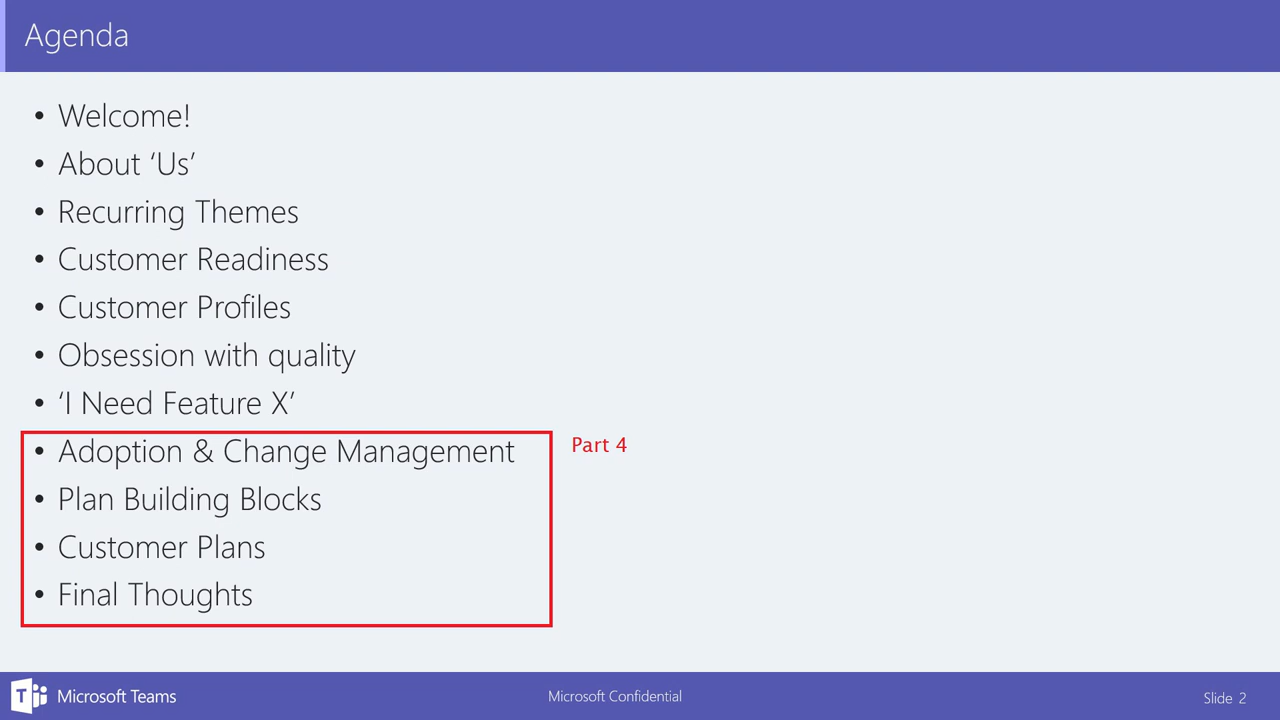 Agenda
• Welcome!
• About ‘Us’
• Recurring Themes
• Customer Readiness
• Customer Profiles
• Obsession with quality
• ‘I Need Feature X’
• Adoption & Change Management
Part 4
• Plan Building Blocks
• Customer Plans
• Final Thoughts
T
Microsoft Teams
Microsoft Confidential
Slide 2